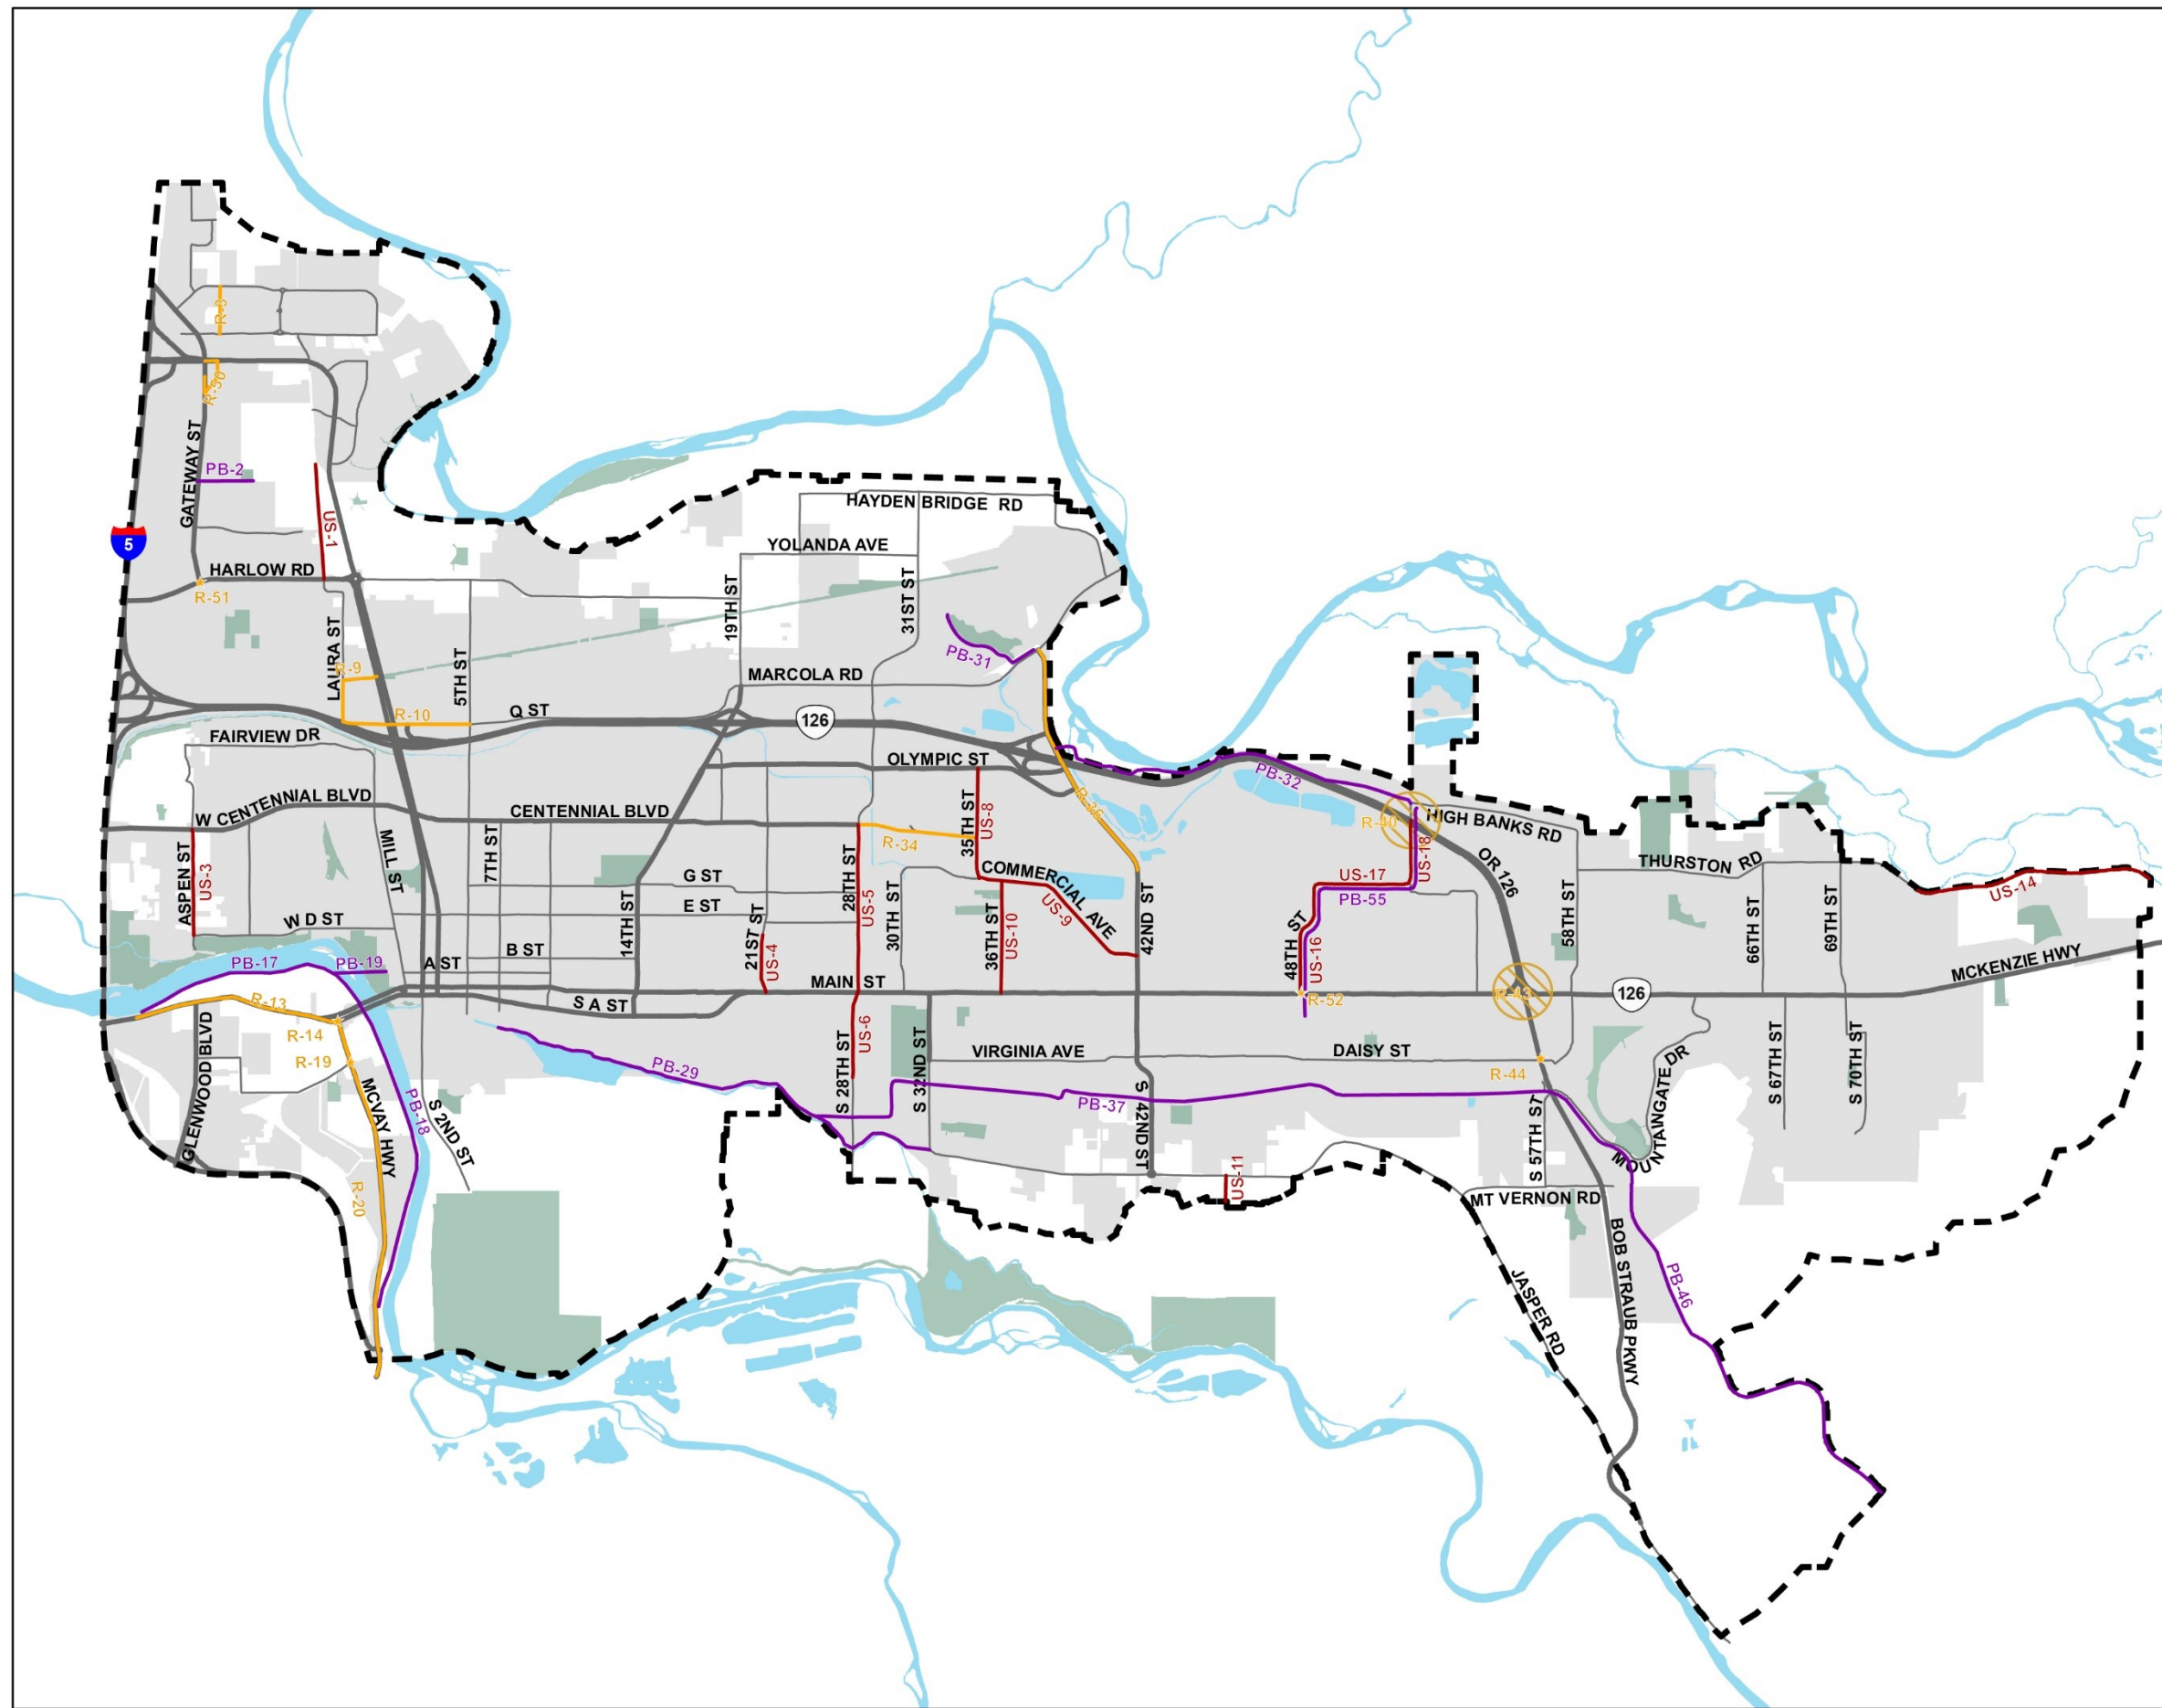 R-3
R-50
GATEWAY ST
PB-2
US-1
5
HARLOW RD
R-51
LAURA ST
R-9
5TH ST
R-10
Q ST
FAIRVIEW DR
HAYDEN BRIDGE RD
YOLANDA AVE
19TH ST
31ST ST
PB-31
MARCOLA RD
126
OLYMPIC ST
R-36
PB-32
R-40
HIGH BANKS RD
W CENTENNIAL BLVD
CENTENNIAL BLVD
ASPEN ST
US-3
MILL ST
7TH ST
W D ST
G ST
E ST
B ST
A ST
14TH ST
21ST ST
US-4
28TH ST
US-5
R-34
30TH ST
35TH ST
US-8
COMMERCIAL AVE
36TH ST
US-10
US-9
42ND ST
US-17
US-18
PB-55
48TH ST
US-16
OR 126
58TH ST
THURSTON RD
66TH ST
69TH ST
US-14
MCKENZIE HWY
PB-17
PB-19
R-13
R-14
R-19
MAIN ST
S A ST
R-52
R-43
126
GLENWOOD BLVD
MCVAY HWY
PB-18
S 2ND ST
R-20
PB-29
S 28TH ST
US-6
S 32ND ST
VIRGINIA AVE
DAISY ST
PB-37
S 42ND ST
US-11
R-44
S 57TH ST
MT VERNON RD
MOUNTAINGATE DR
S 67TH ST
S 70TH ST
JASPER RD
BOB STRAUB PKWY
PB-46